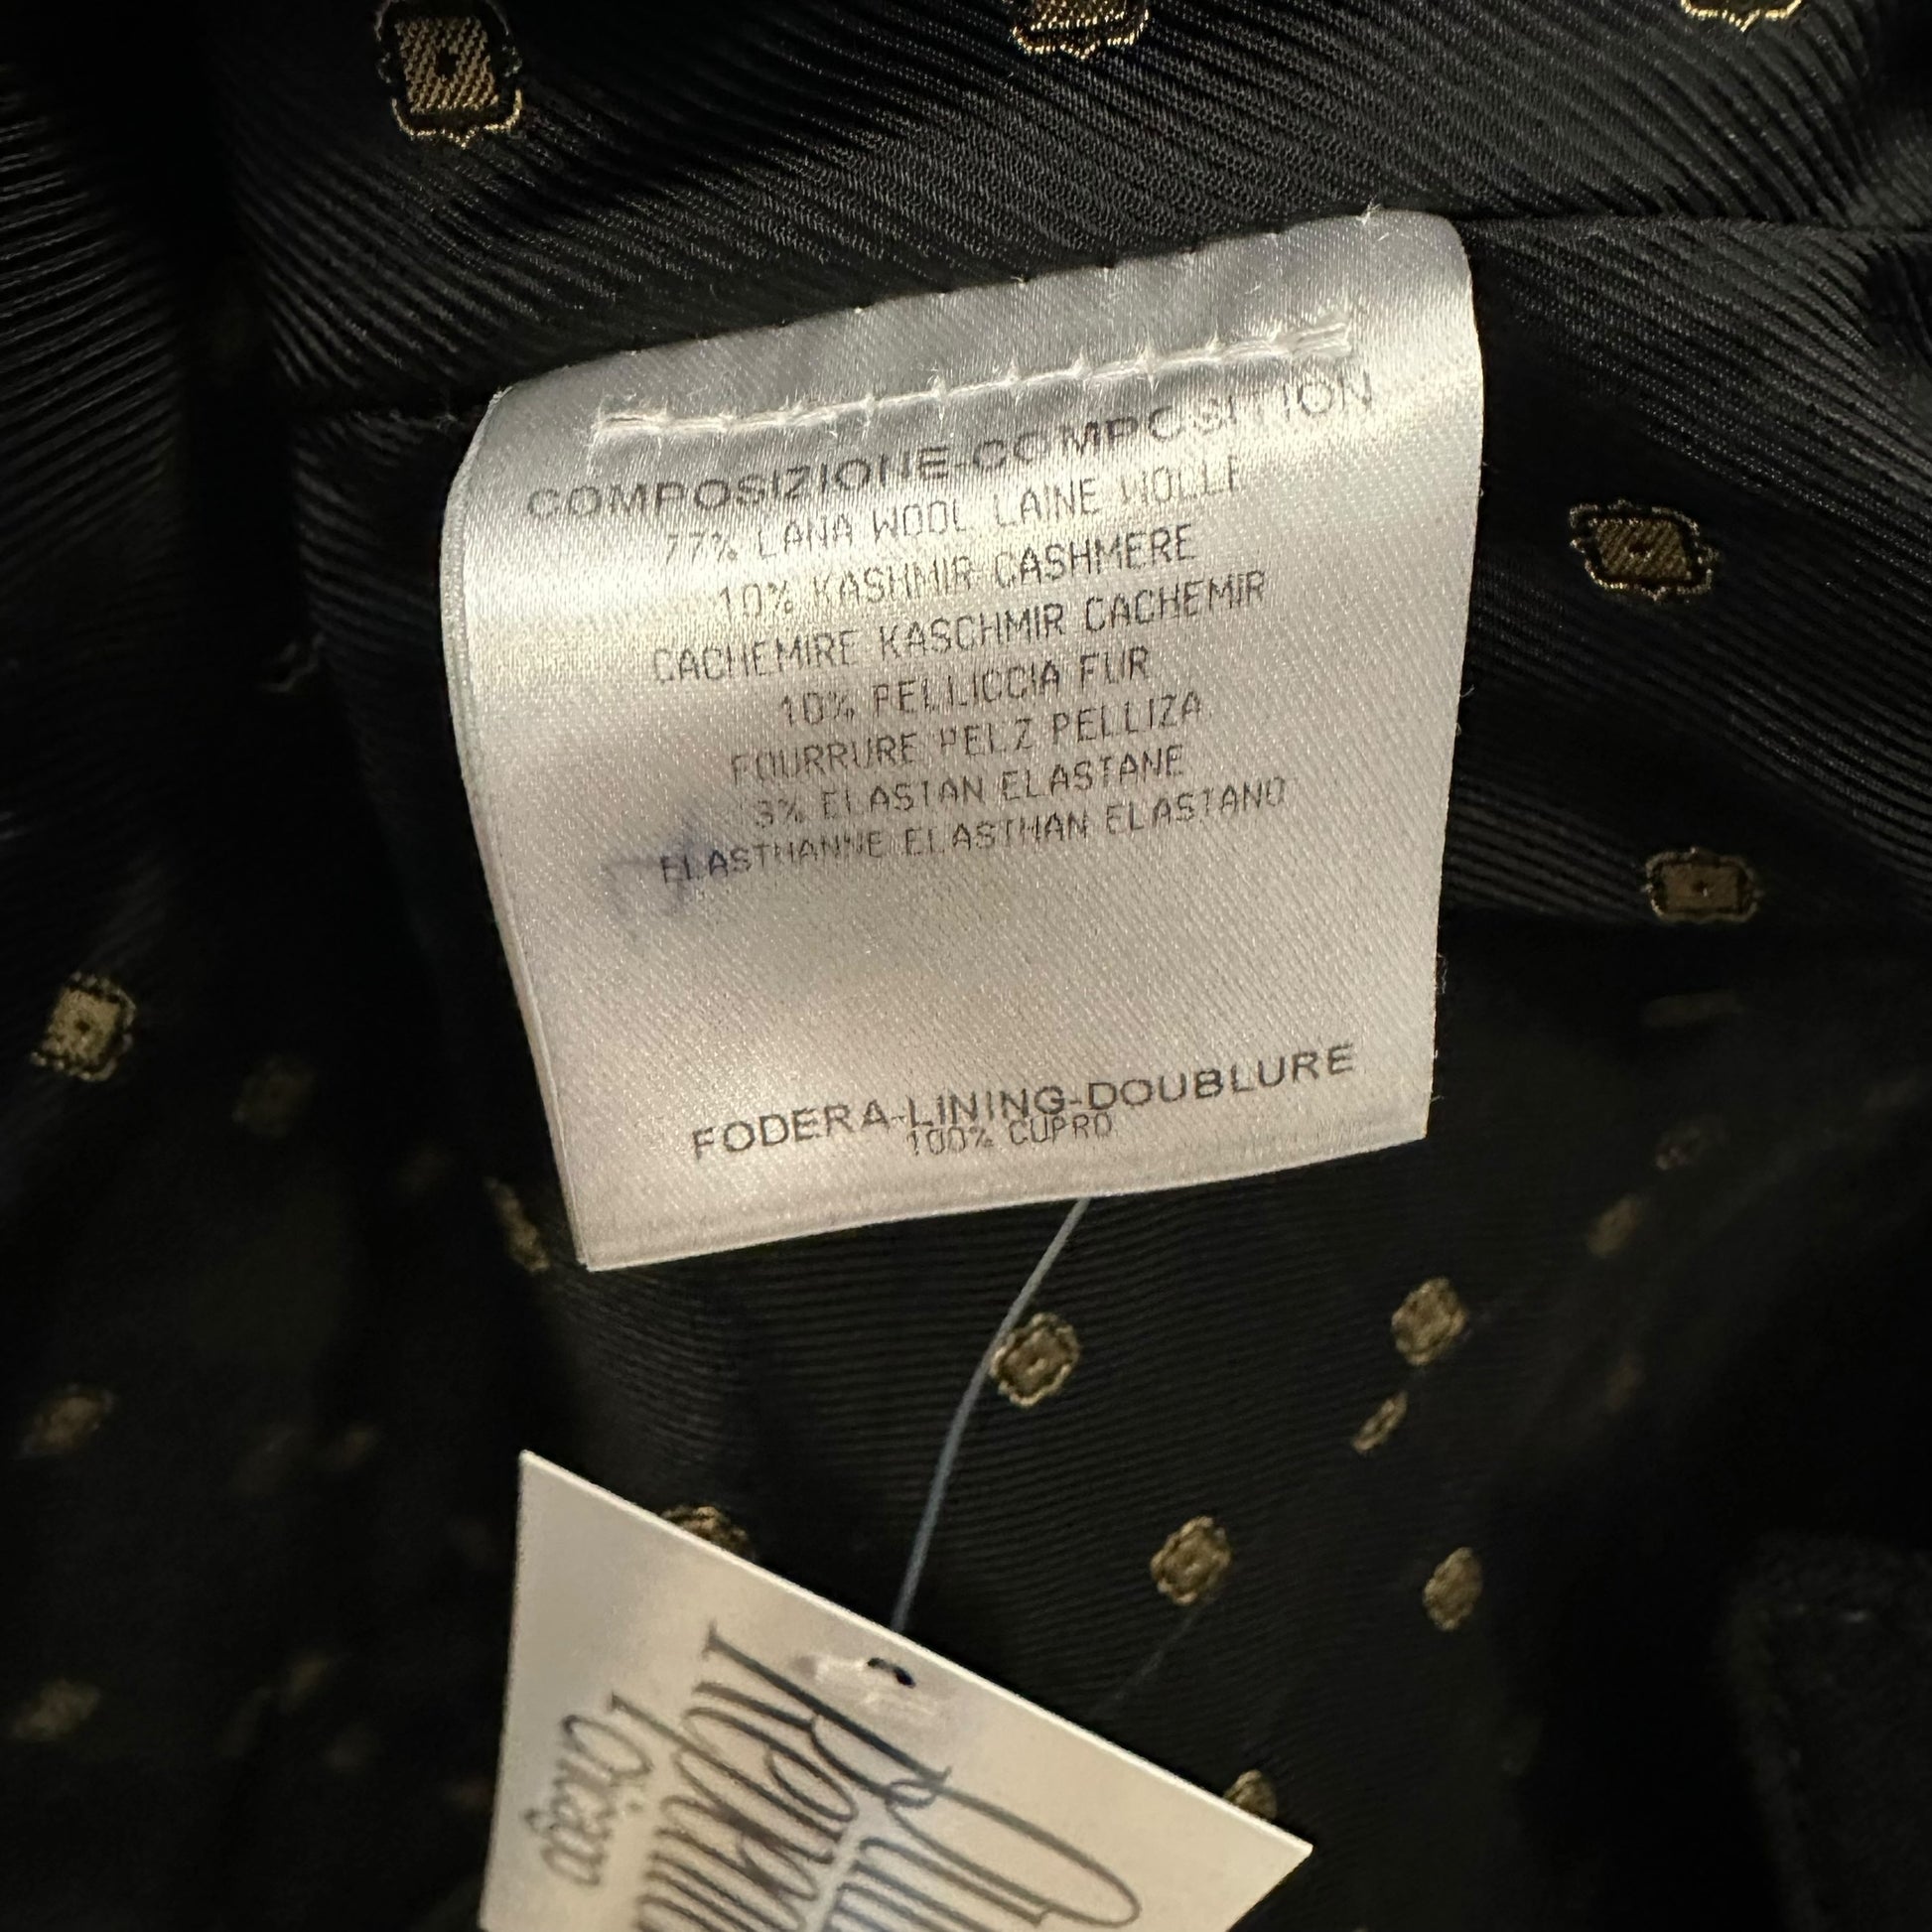 COMPOSIZIONE-COMPOSITION
77% LANA WOOL LAINE WOLLE
10% KASHMIR CASHMERE
CACHEMIRE KASCHMIR CACHEMIR
10% PELLICCIA FUR
FOURRURE PELZ PELLIZA
3% ELASTAN ELASTANE
ELASTHANNE ELASTHAN ELASTANO
FODERA-LINING-DOUBLURE
100% CUPRO
Chicago